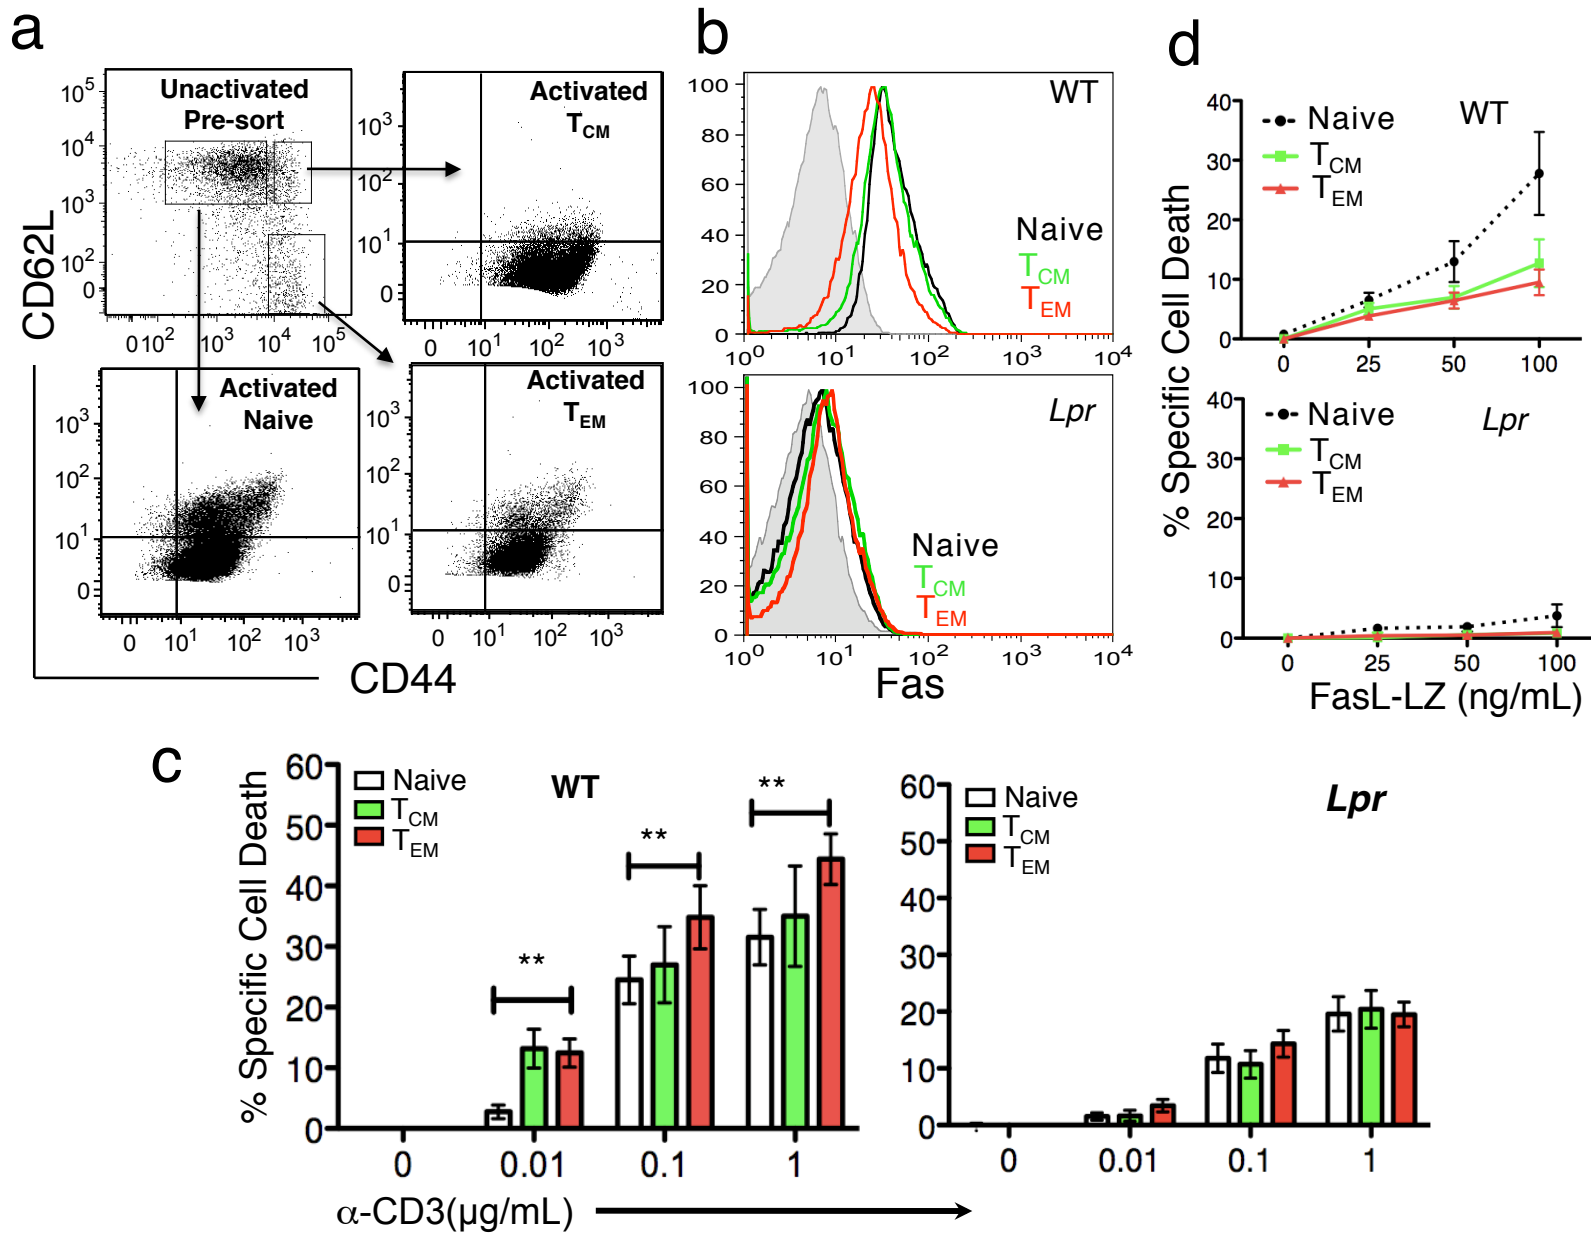 a
Unactivated
Pre-sort
10^5
10^4
10^3
10^2
0
0 10^2 10^3 10^4 10^5
Activated
T_CM
10^3
10^2
10^1
0
0 10^1 10^2 10^3
Activated
Naive
10^3
10^2
10^1
0
0 10^1 10^2 10^3
Activated
T_EM
10^3
10^2
10^1
0
0 10^1 10^2 10^3
CD62L
CD44
b
WT
100
80
60
40
20
0
Naive
T_CM
T_EM
10^0 10^1 10^2 10^3 10^4
Lpr
100
80
60
40
20
0
Naive
T_CM
T_EM
10^0 10^1 10^2 10^3 10^4
Fas
d
% Specific Cell Death
WT
Naive
T_CM
T_EM
40
30
20
10
0
0 25 50 100
Lpr
Naive
T_CM
T_EM
40
30
20
10
0
0 25 50 100
FasL-LZ (ng/mL)
c
% Specific Cell Death
WT
Naive
T_CM
T_EM
** ** **
60
50
40
30
20
10
0
0 0.01 0.1 1
Lpr
Naive
T_CM
T_EM
60
50
40
30
20
10
0
0 0.01 0.1 1
α-CD3(µg/mL)